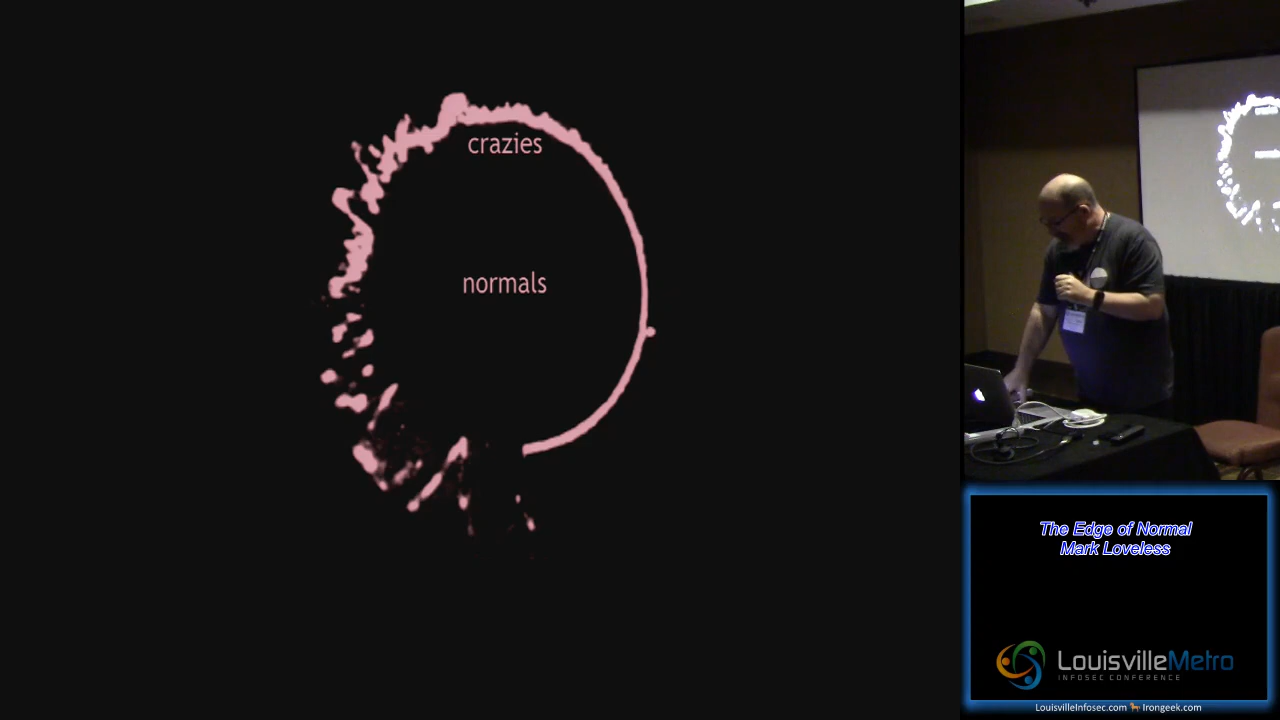 crazies
normals
The Edge of Normal
Mark Loveless
LouisvilleMetro
INFOSEC CONFERENCE
LouisvilleInfosec.com Irongeek.com